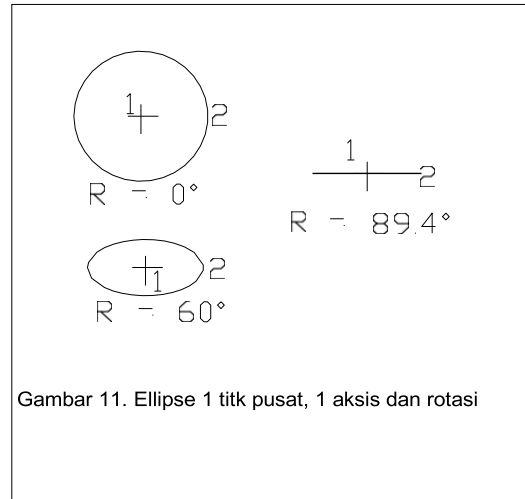 1 2
R = 0°
1 2
R = 89.4°
2
1
R = 60°
Gambar 11. Ellipse 1 titk pusat, 1 aksis dan rotasi